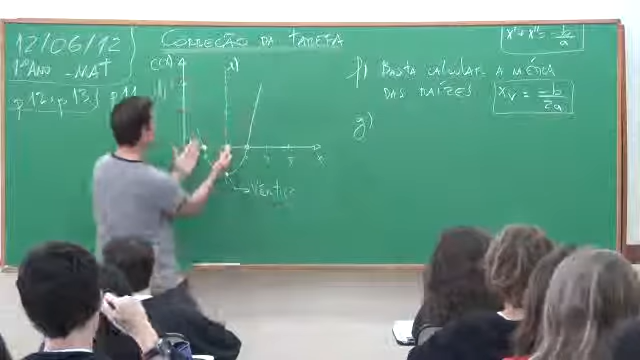 12/06/12
1º ANO - MAT
p.12, p.13, p.14
CORREÇÃO DA TAREFA
Vértice
x'+x" = -b/a
f) BASTA CALCULAR A MÉDIA
DAS RAÍZES
xv = -b/2a
g)